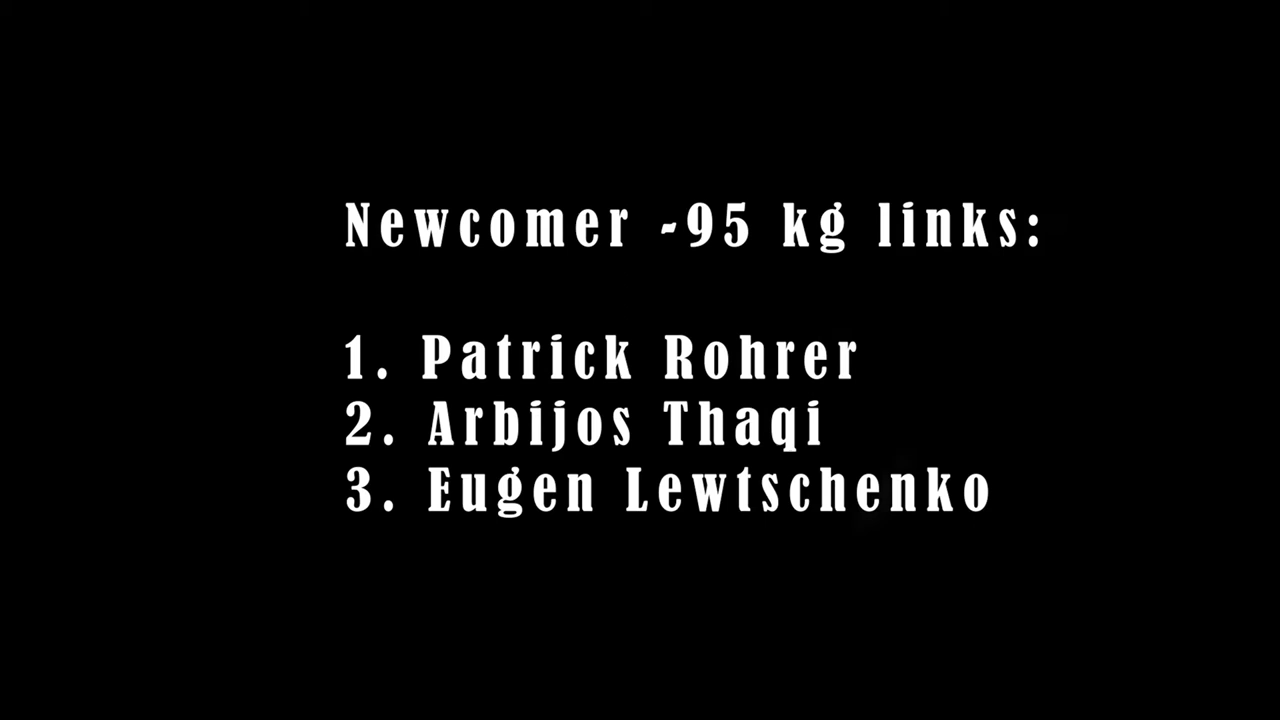 Newcomer -95 kg links:
1. Patrick Rohrer
2. Arbijos Thaqi
3. Eugen Lewtschenko